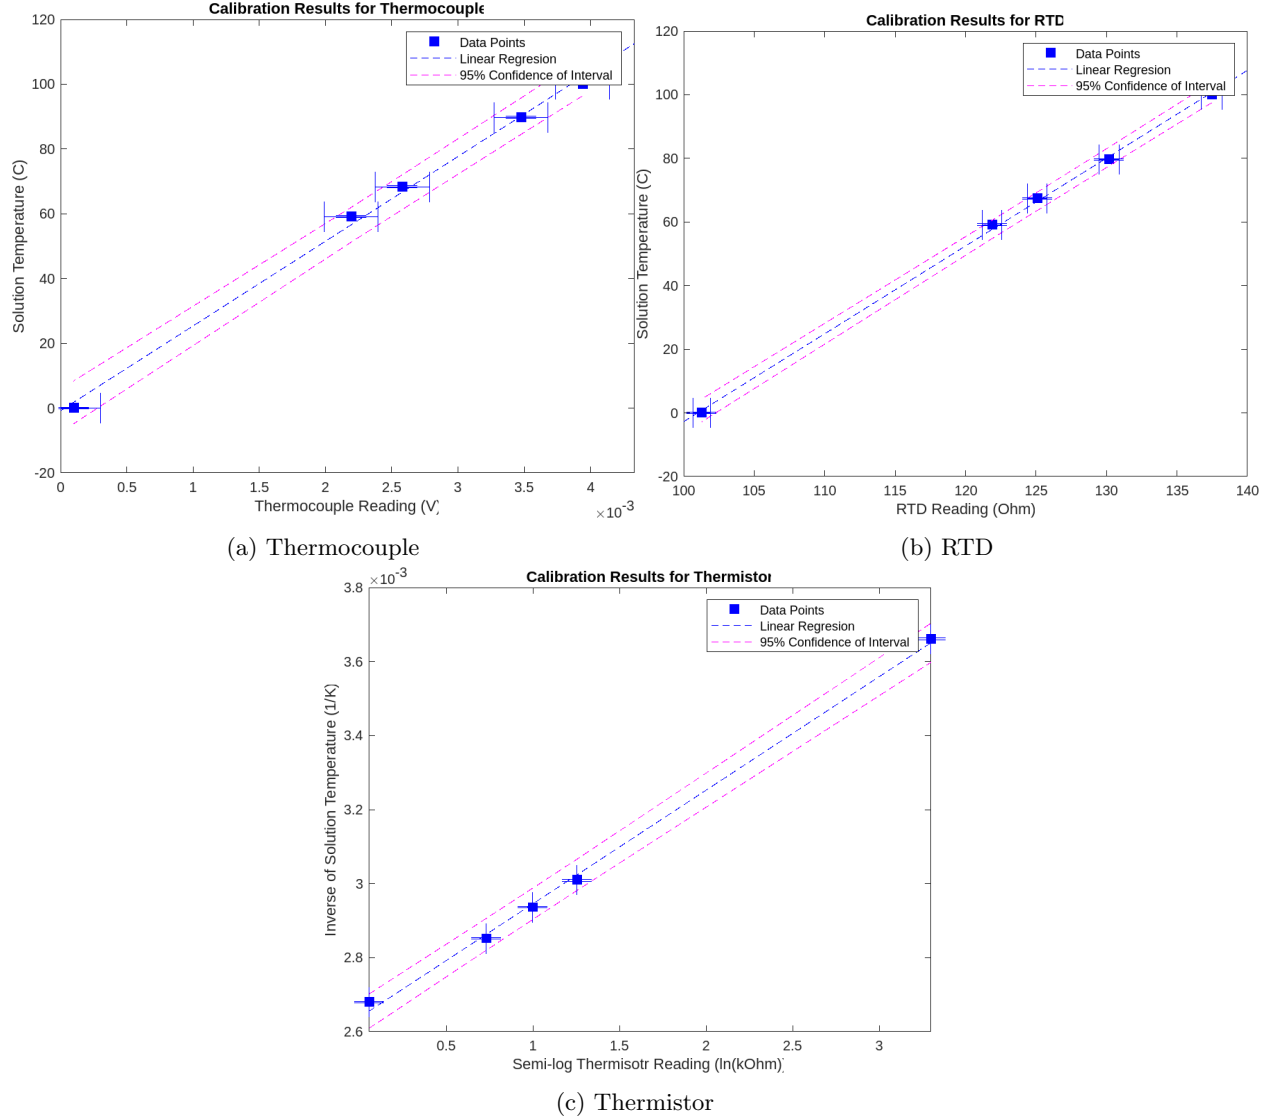 Calibration Results for Thermocouple
120
100
80
60
40
20
0
-20
Solution Temperature (C)
Data Points
Linear Regresion
95% Confidence of Interval
0 0.5 1 1.5 2 2.5 3 3.5 4
×10⁻³
Thermocouple Reading (V)
(a) Thermocouple
Calibration Results for RTD
120
100
80
60
40
20
0
-20
Solution Temperature (C)
Data Points
Linear Regresion
95% Confidence of Interval
100 105 110 115 120 125 130 135 140
RTD Reading (Ohm)
(b) RTD
Calibration Results for Thermistor
×10⁻³
3.8
3.6
3.4
3.2
3
2.8
2.6
Inverse of Solution Temperature (1/K)
Data Points
Linear Regresion
95% Confidence of Interval
0.5 1 1.5 2 2.5 3
Semi-log Thermisotr Reading (ln(kOhm))
(c) Thermistor